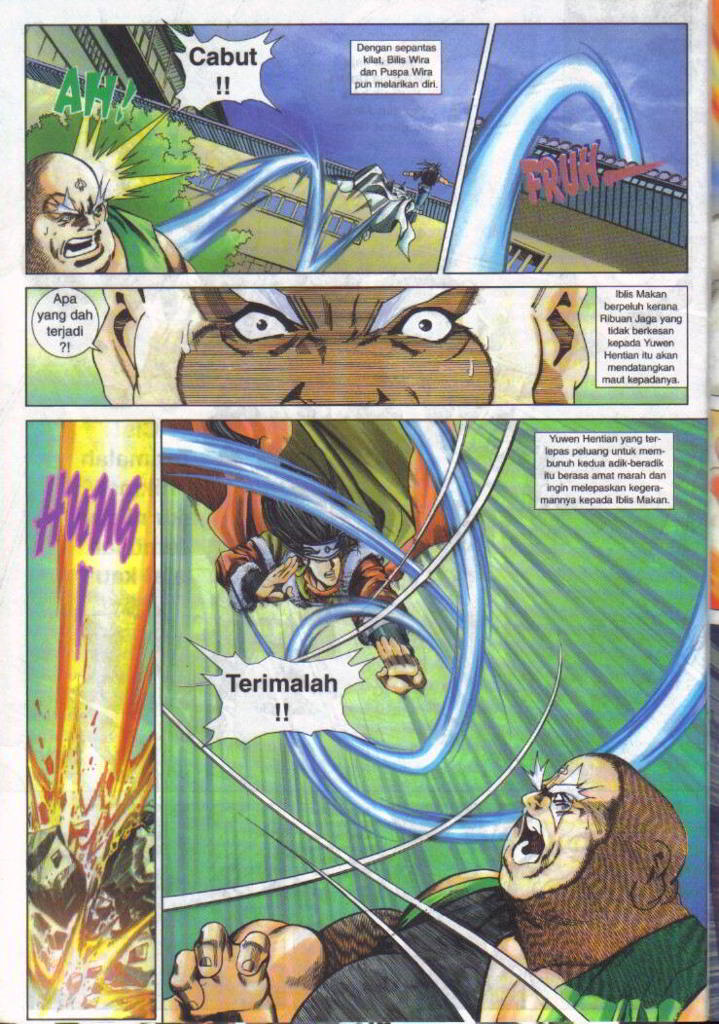 Cabut
!!
Dengan sepantas
kilat, Bilis Wira
dan Puspa Wira
pun melarikan diri.
AH!
FRUH
Apa
yang dah
terjadi
?!
Iblis Makan
berpeluh kerana
Ribuan Jaga yang
tidak berkesan
kepada Yuwen
Hentian itu akan
mendatangkan
maut kepadanya.
HUNG
!
Yuwen Hentian yang ter-
lepas peluang untuk mem-
bunuh kedua adik-beradik
itu berasa amat marah dan
ingin melepaskan kegera-
mannya kepada Iblis Makan.
Terimalah
!!